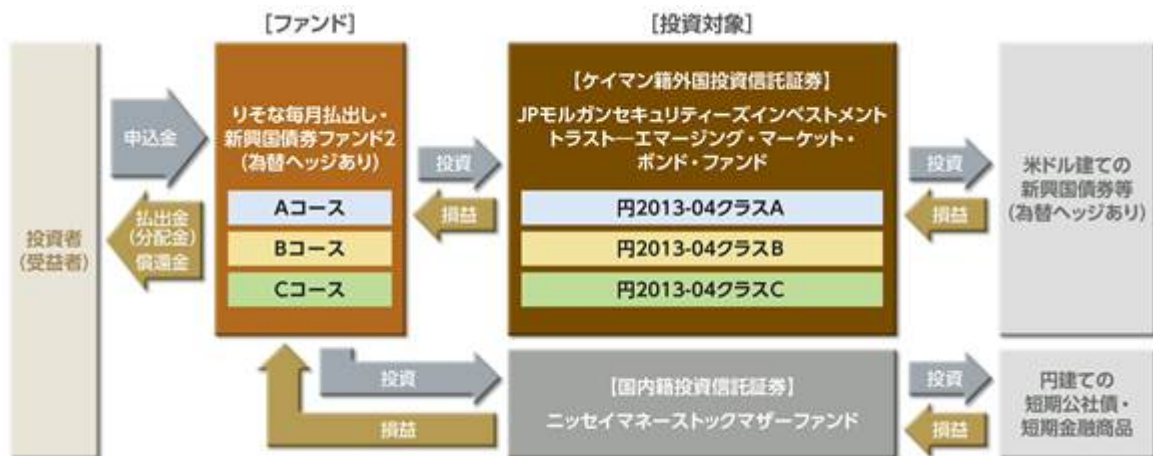 ［ファンド］
［投資対象］
投資者
(受益者)
申込金
払出金
(分配金)
償還金
りそな毎月払出し・
新興国債券ファンド2
(為替ヘッジあり)
Aコース
Bコース
Cコース
投資
損益
【ケイマン籍外国投資信託証券】
JPモルガンセキュリティーズインベストメント
トラスト―エマージング・マーケット・
ボンド・ファンド
円2013-04クラスA
円2013-04クラスB
円2013-04クラスC
投資
損益
米ドル建ての
新興国債券等
(為替ヘッジあり)
投資
損益
【国内籍投資信託証券】
ニッセイマネーストックマザーファンド
投資
損益
円建ての
短期公社債・
短期金融商品